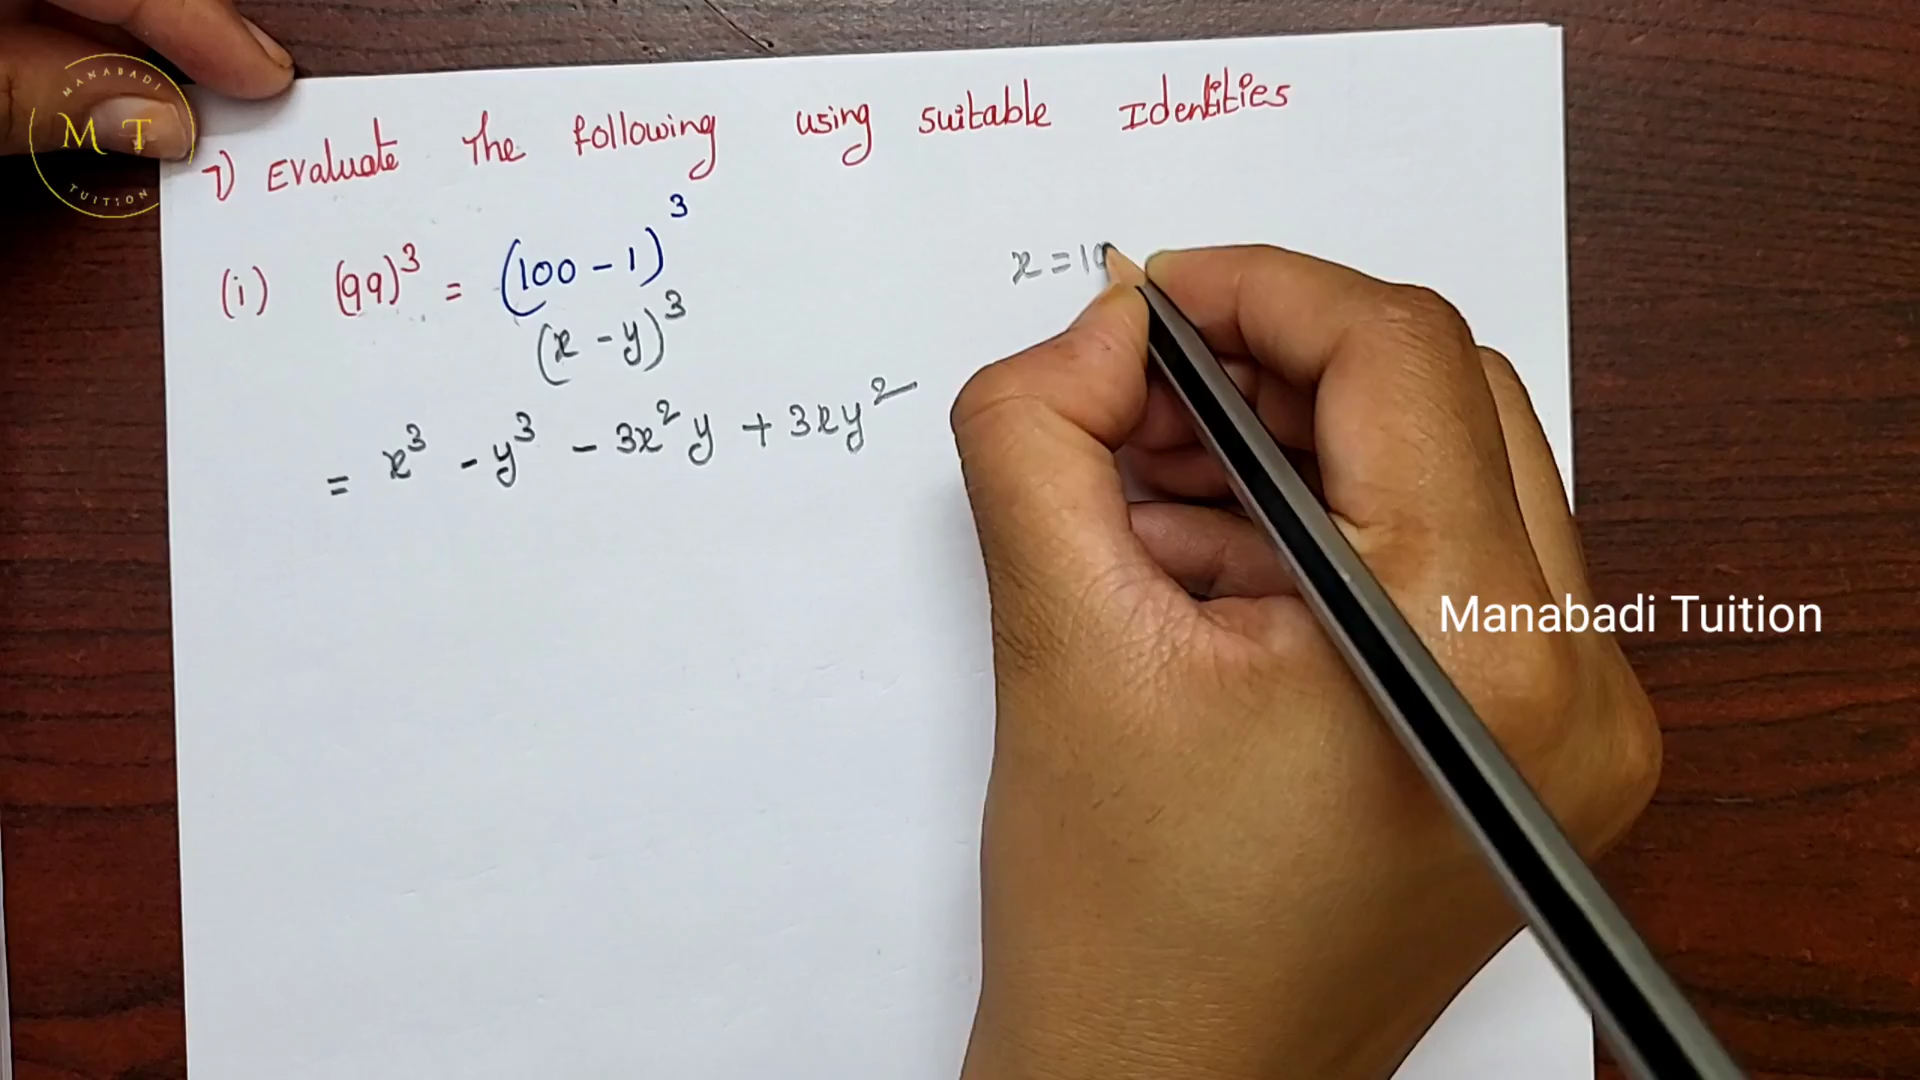 MANABADI
M T
TUITION
7) Evaluate The following using suitable Identities
(i) (99)³ = (100 - 1)³
(x - y)³
x = 10
= x³ - y³ - 3x²y + 3xy²
Manabadi Tuition